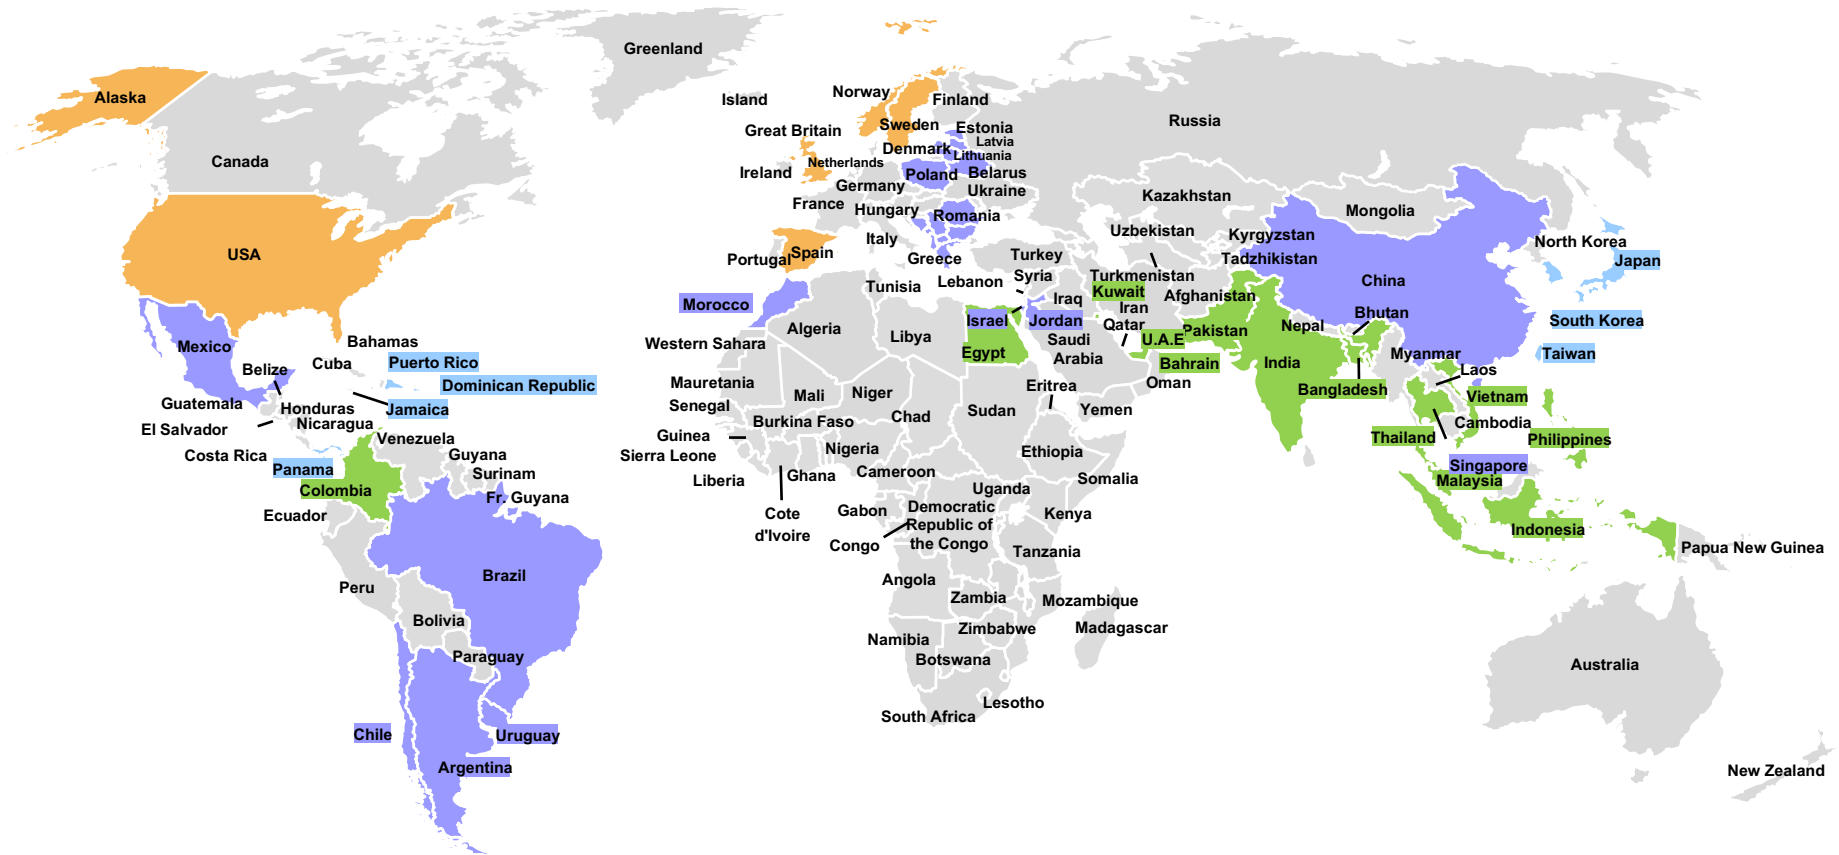 Greenland
Alaska
Canada
USA
Mexico
Bahamas
Cuba
Puerto Rico
Belize
Dominican Republic
Jamaica
Guatemala
Honduras
El Salvador
Nicaragua
Costa Rica
Venezuela
Panama
Guyana
Surinam
Colombia
Fr. Guyana
Ecuador
Brazil
Peru
Bolivia
Paraguay
Chile
Uruguay
Argentina
Island
Norway
Finland
Great Britain
Sweden
Estonia
Latvia
Denmark
Lithuania
Netherlands
Ireland
Poland
Belarus
Germany
Ukraine
France
Hungary
Romania
Italy
Portugal
Spain
Greece
Russia
Kazakhstan
Mongolia
Uzbekistan
Kyrgyzstan
Tadzhikistan
North Korea
Japan
Turkey
Syria
Turkmenistan
Lebanon
Tunisia
Kuwait
Afghanistan
China
Morocco
Iraq
Iran
Israel
Jordan
Qatar
Bhutan
South Korea
Algeria
Libya
Saudi
Arabia
U.A.E
Pakistan
Nepal
Western Sahara
Egypt
Bahrain
India
Myanmar
Taiwan
Laos
Mauretania
Mali
Niger
Eritrea
Oman
Bangladesh
Vietnam
Senegal
Burkina Faso
Chad
Sudan
Yemen
Cambodia
Guinea
Thailand
Philippines
Sierra Leone
Nigeria
Ethiopia
Liberia
Ghana
Cameroon
Somalia
Singapore
Malaysia
Uganda
Cote
d'Ivoire
Gabon
Democratic
Republic of
the Congo
Kenya
Congo
Indonesia
Tanzania
Papua New Guinea
Angola
Zambia
Mozambique
Zimbabwe
Madagascar
Namibia
Botswana
Australia
Lesotho
South Africa
New Zealand